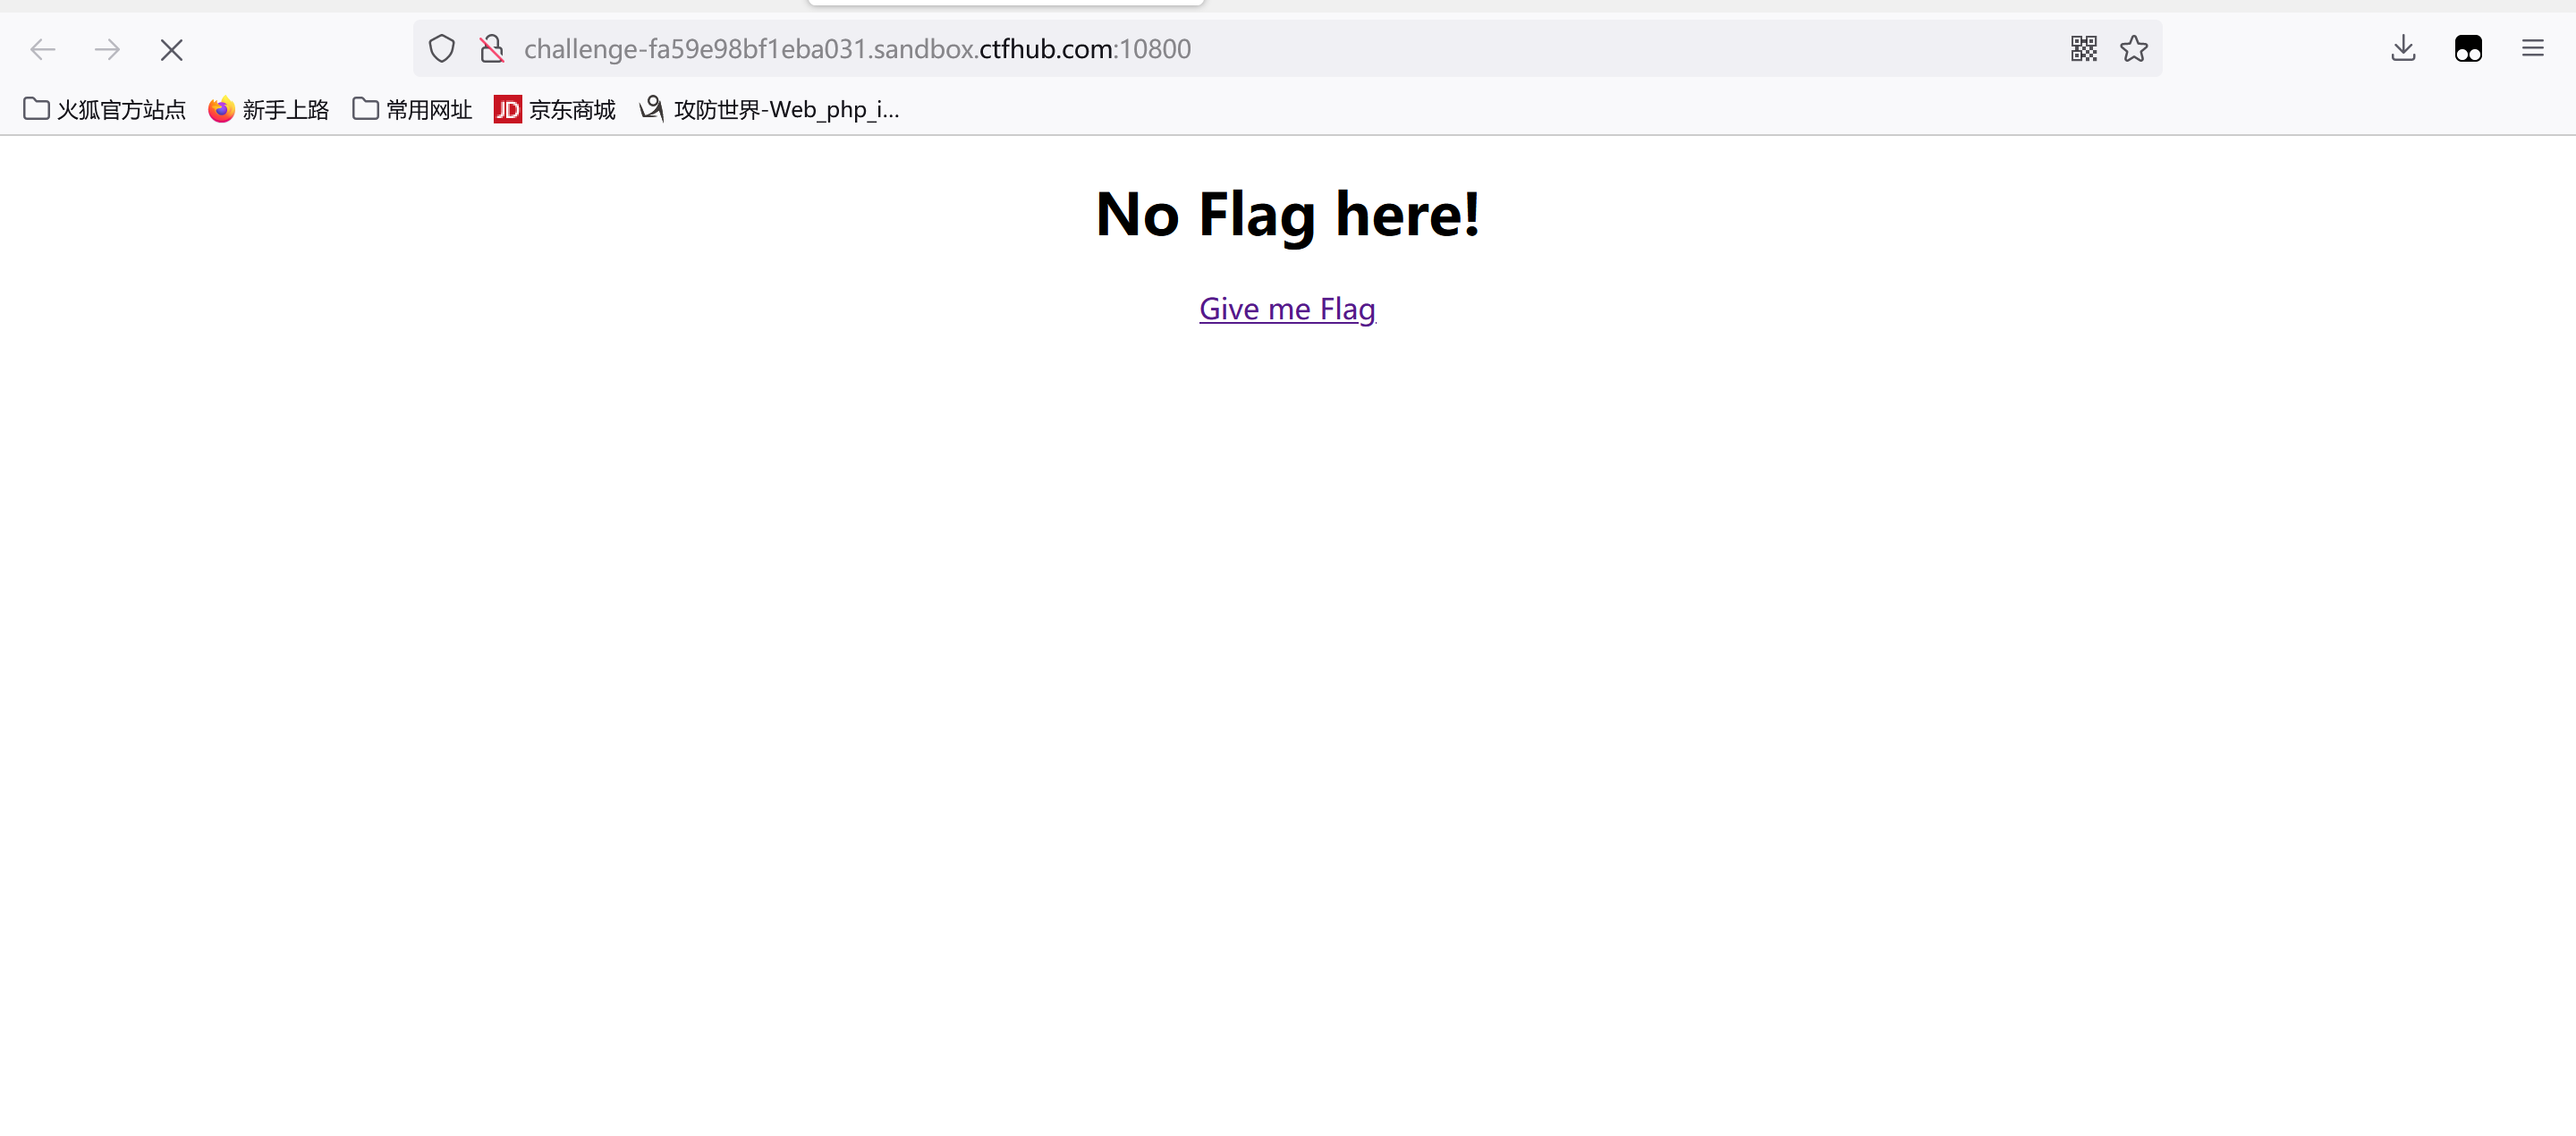 challenge-fa59e98bf1eba031.sandbox.ctfhub.com:10800
火狐官方站点 新手上路 常用网址 JD 京东商城 攻防世界-Web_php_i...
No Flag here!
Give me Flag